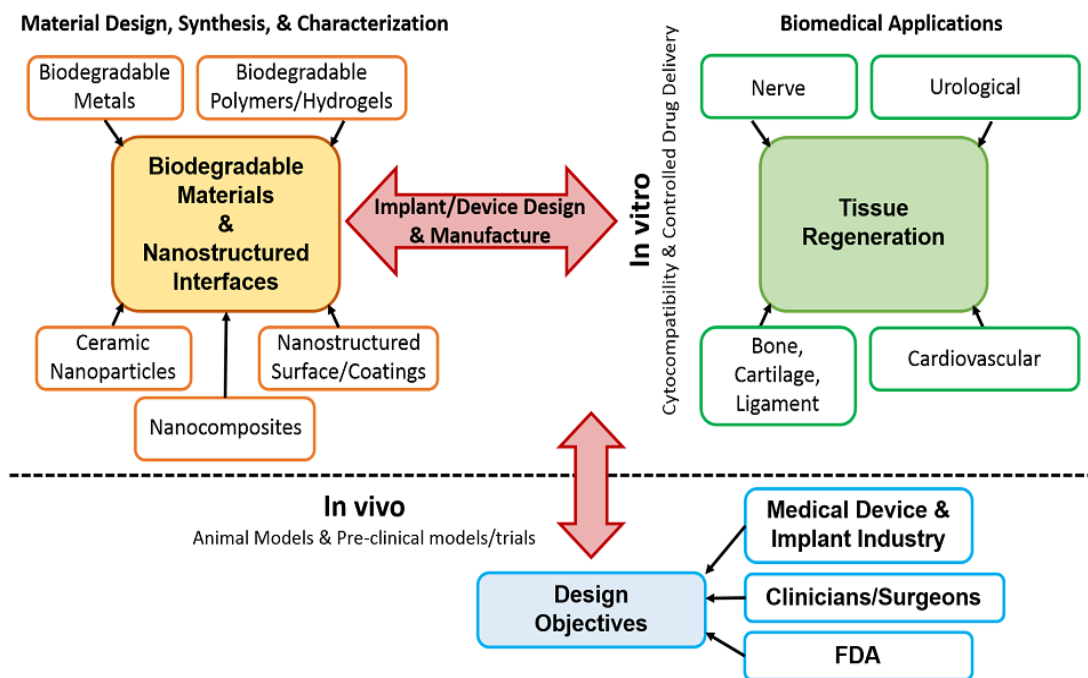 Material Design, Synthesis, & Characterization
Biodegradable
Metals
Biodegradable
Polymers/Hydrogels
Biodegradable
Materials
&
Nanostructured
Interfaces
Ceramic
Nanoparticles
Nanostructured
Surface/Coatings
Nanocomposites
Implant/Device Design
& Manufacture
In vitro
Cytocompatibility & Controlled Drug Delivery
Biomedical Applications
Nerve
Urological
Tissue
Regeneration
Bone,
Cartilage,
Ligament
Cardiovascular
In vivo
Animal Models & Pre-clinical models/trials
Design
Objectives
Medical Device &
Implant Industry
Clinicians/Surgeons
FDA